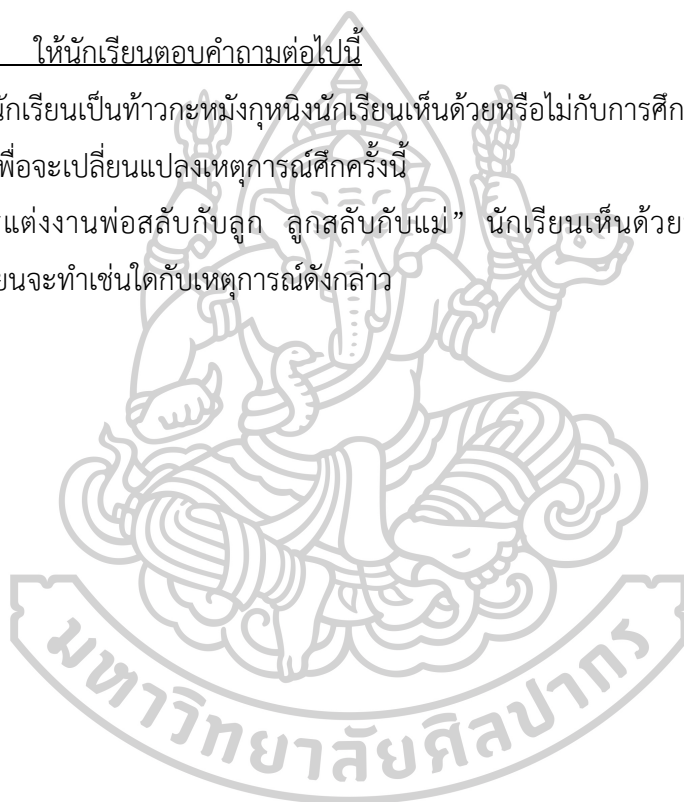 ให้นักเรียนตอบคำถามต่อไปนี้
นักเรียนเป็นท้าวกะหมังกุหนิงนักเรียนเห็นด้วยหรือไม่กับการศึก
พื่อจะเปลี่ยนแปลงเหตุการณ์ศึกครั้งนี้
รแต่งงานพ่อสลับกับลูก ลูกสลับกับแม่” นักเรียนเห็นด้วย
ยนจะทำเช่นใดกับเหตุการณ์ดังกล่าว
มหาวิทยาลัยศิลปากร